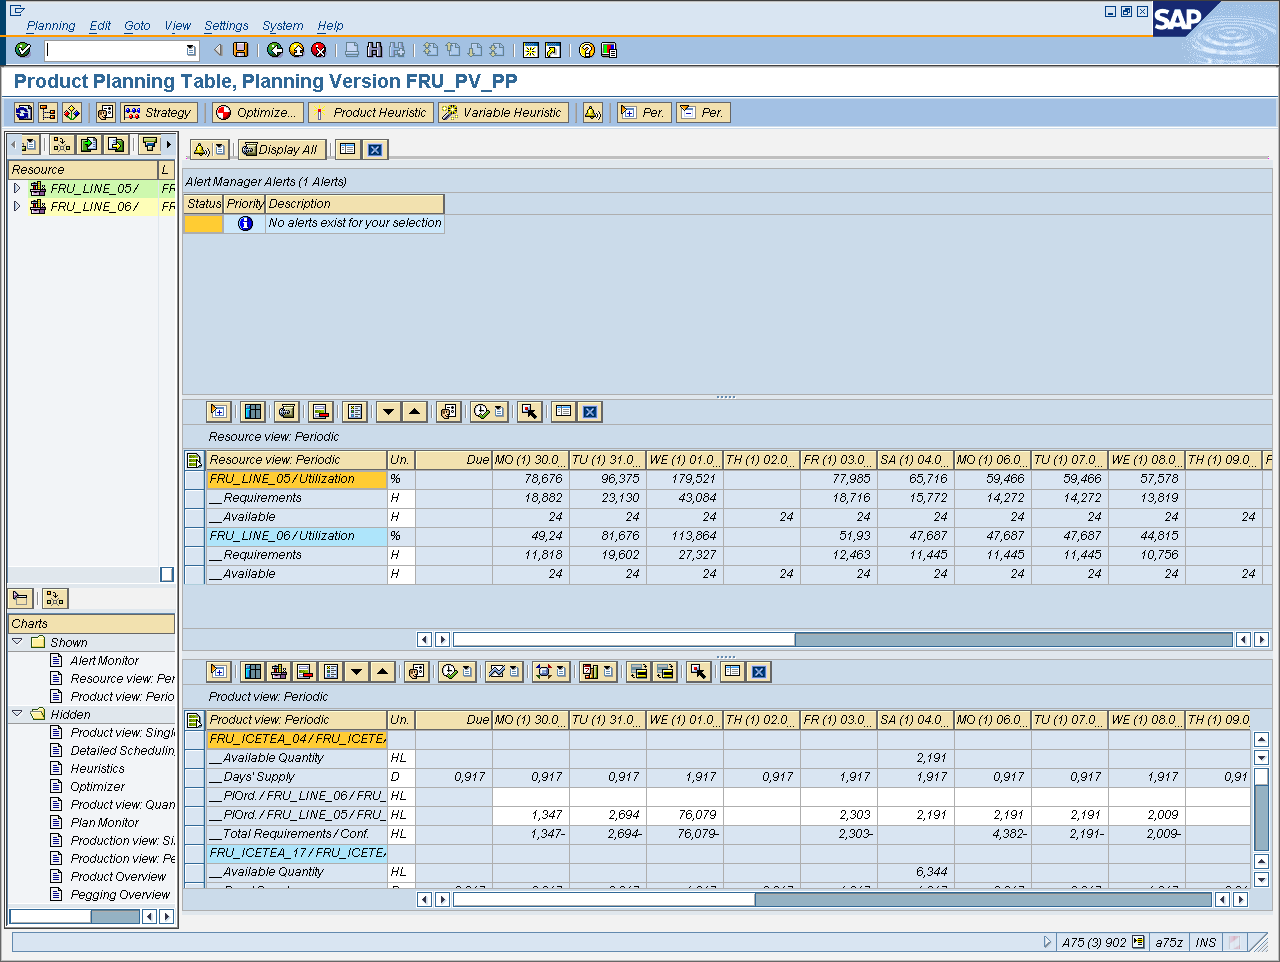 Planning Edit Goto View Settings System Help
SAP
Product Planning Table, Planning Version FRU_PV_PP
Strategy Optimize... Product Heuristic Variable Heuristic Per. Per.
Display All
Resource L
FRU_LINE_05/ FR
FRU_LINE_06/ FR
Alert Manager Alerts (1 Alerts)
Status Priority Description
No alerts exist for your selection
Resource view: Periodic
Resource view: Periodic Un. Due MO (1) 30.0... TU (1) 31.0... WE (1) 01.0... TH (1) 02.0... FR (1) 03.0... SA (1) 04.0... MO (1) 06.0... TU (1) 07.0... WE (1) 08.0... TH (1) 09.0... F
FRU_LINE_05 / Utilization % 78,676 96,375 179,521 77,985 65,716 59,466 59,466 57,578
__Requirements H 18,882 23,130 43,084 18,716 15,772 14,272 14,272 13,819
__Available H 24 24 24 24 24 24 24 24 24 24
FRU_LINE_06 / Utilization % 49,24 81,676 113,864 51,93 47,687 47,687 47,687 44,815
__Requirements H 11,818 19,602 27,327 12,463 11,445 11,445 11,445 10,756
__Available H 24 24 24 24 24 24 24 24 24 24
Charts
Shown
Alert Monitor
Resource view: Per
Product view: Perio
Hidden
Product view: Singl
Detailed Schedulin
Heuristics
Optimizer
Product view: Quan
Plan Monitor
Production view: Si
Production view: Pe
Product Overview
Pegging Overview
Product view: Periodic
Product view: Periodic Un. Due MO (1) 30.0... TU (1) 31.0... WE (1) 01.0... TH (1) 02.0... FR (1) 03.0... SA (1) 04.0... MO (1) 06.0... TU (1) 07.0... WE (1) 08.0... TH (1) 09.0
FRU_ICETEA_04 / FRU_ICETEA
__Available Quantity HL 2,191
__Days' Supply D 0,917 0,917 0,917 1,917 0,917 1,917 1,917 0,917 0,917 1,917 0,91
__PlOrd. / FRU_LINE_06 / FRU_ HL
__PlOrd. / FRU_LINE_05 / FRU_ HL 1,347 2,694 76,079 2,303 2,191 2,191 2,191 2,009
__Total Requirements / Conf. HL 1,347- 2,694- 76,079- 2,303- 4,382- 2,191- 2,009-
FRU_ICETEA_17 / FRU_ICETEA
__Available Quantity HL 6,344
A75 (3) 902 a75z INS